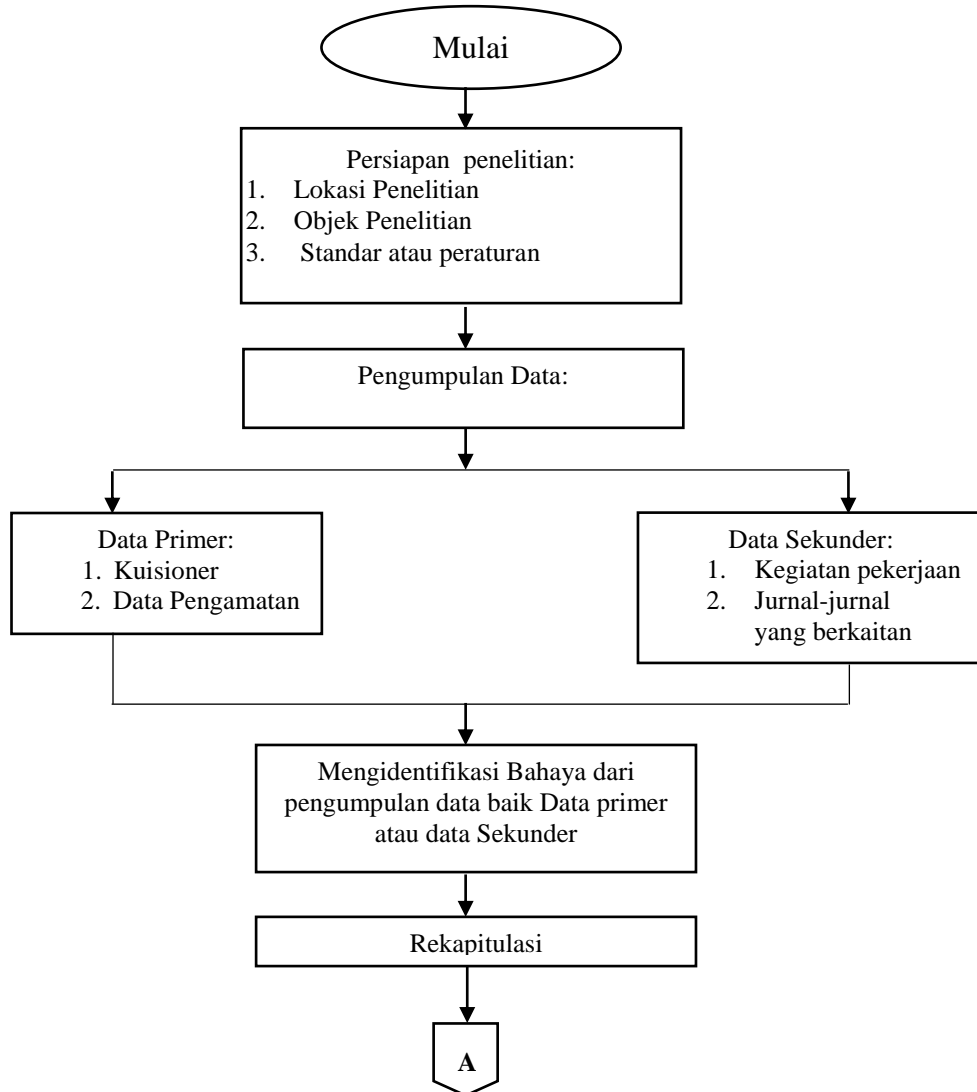 Mulai
Persiapan penelitian:
1. Lokasi Penelitian
2. Objek Penelitian
3. Standar atau peraturan
Pengumpulan Data:
Data Primer:
1. Kuisioner
2. Data Pengamatan
Data Sekunder:
1. Kegiatan pekerjaan
2. Jurnal-jurnal
yang berkaitan
Mengidentifikasi Bahaya dari
pengumpulan data baik Data primer
atau data Sekunder
Rekapitulasi
A